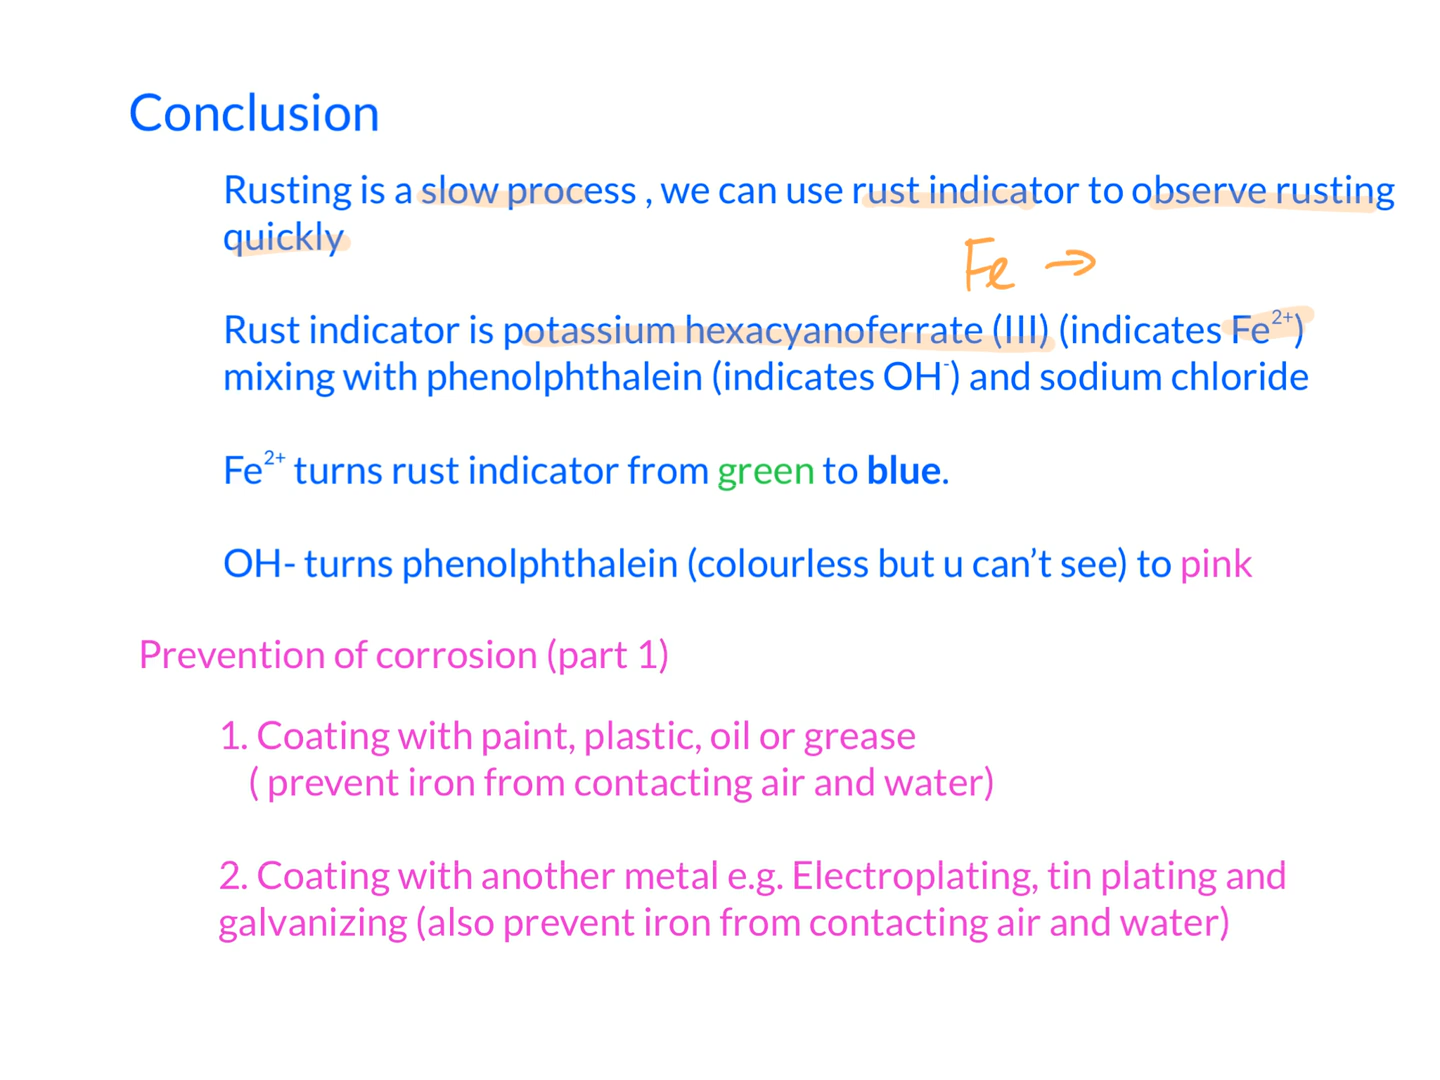 Conclusion
Rusting is a slow process , we can use rust indicator to observe rusting
quickly
Fe →
Rust indicator is potassium hexacyanoferrate (III) (indicates Fe²⁺)
mixing with phenolphthalein (indicates OH⁻) and sodium chloride
Fe²⁺ turns rust indicator from green to blue.
OH- turns phenolphthalein (colourless but u can’t see) to pink
Prevention of corrosion (part 1)
1. Coating with paint, plastic, oil or grease
( prevent iron from contacting air and water)
2. Coating with another metal e.g. Electroplating, tin plating and
galvanizing (also prevent iron from contacting air and water)